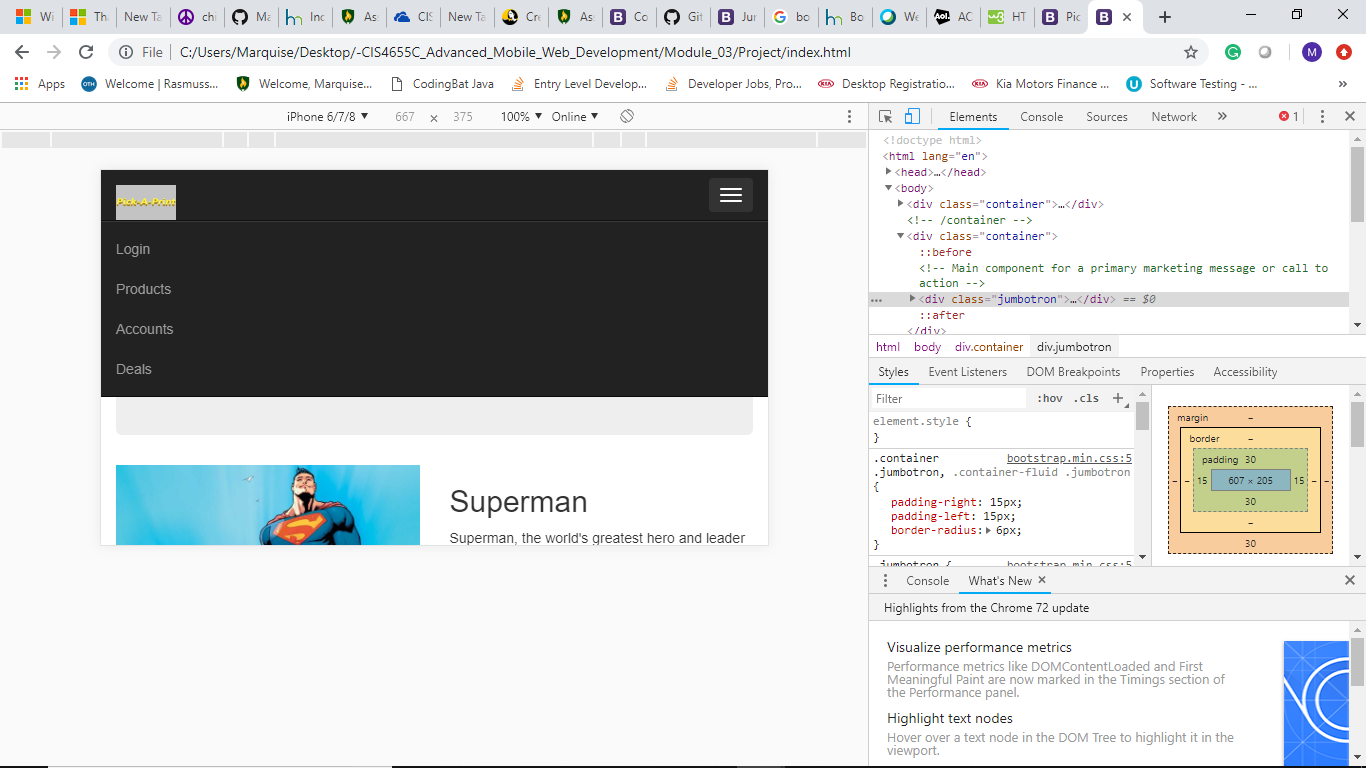 Wi Th New Ta chi Ma Inc As CIS New Ta Cre As Co Git Jur bo Bo We Aol. AC w3 HT Pic
File C:/Users/Marquise/Desktop/-CIS4655C_Advanced_Mobile_Web_Development/Module_03/Project/index.html M
Apps OTH Welcome | Rasmuss... Welcome, Marquise... CodingBat Java Entry Level Develop... Developer Jobs, Pro... KIA Desktop Registratio... KIA Kia Motors Finance ... U Software Testing - ... »
iPhone 6/7/8 ▼ 667 × 375 100% ▼ Online ▼
Elements Console Sources Network » 1
Pick-A-Print
Login
Products
Accounts
Deals
Superman
Superman, the world's greatest hero and leader
<!doctype html>
<html lang="en">
<head>…</head>
<body>
<div class="container">…</div>
<!-- /container -->
<div class="container">
::before
<!-- Main component for a primary marketing message or call to
action -->
… <div class="jumbotron">…</div> == $0
::after
</div>
html body div.container div.jumbotron
Styles Event Listeners DOM Breakpoints Properties Accessibility
Filter :hov .cls +
element.style {
}
.container bootstrap.min.css:5
.jumbotron, .container-fluid .jumbotron
{
padding-right: 15px;
padding-left: 15px;
border-radius: 6px;
}
.jumbotron { bootstrap.min.css:5
margin –
border –
padding 30
– – 15 607 × 205 15 – –
30
–
30
Console What's New ×
Highlights from the Chrome 72 update
Visualize performance metrics
Performance metrics like DOMContentLoaded and First
Meaningful Paint are now marked in the Timings section of
the Performance panel.
Highlight text nodes
Hover over a text node in the DOM Tree to highlight it in the
viewport.